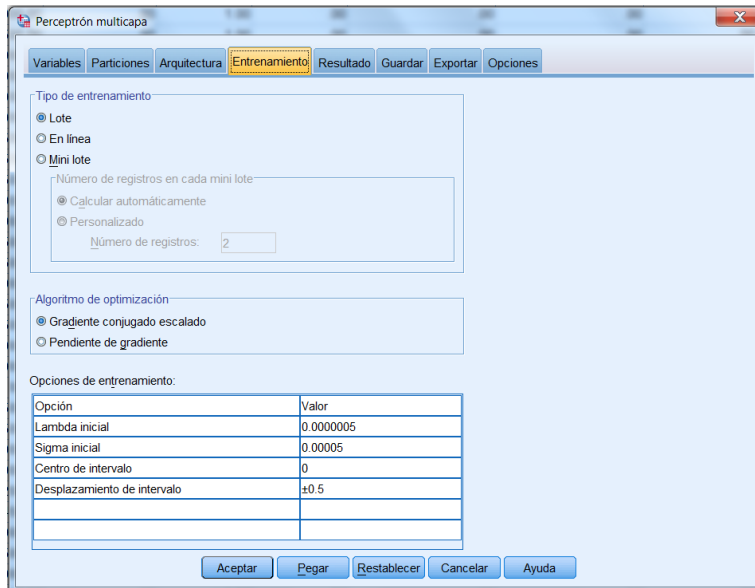 Perceptrón multicapa
Variables Particiones Arquitectura Entrenamiento Resultado Guardar Exportar Opciones
Tipo de entrenamiento
Lote
En línea
Mini lote
Número de registros en cada mini lote
Calcular automáticamente
Personalizado
Número de registros: 2
Algoritmo de optimización
Gradiente conjugado escalado
Pendiente de gradiente
Opciones de entrenamiento:
Opción Valor
Lambda inicial 0.0000005
Sigma inicial 0.00005
Centro de intervalo 0
Desplazamiento de intervalo ±0.5
Aceptar Pegar Restablecer Cancelar Ayuda